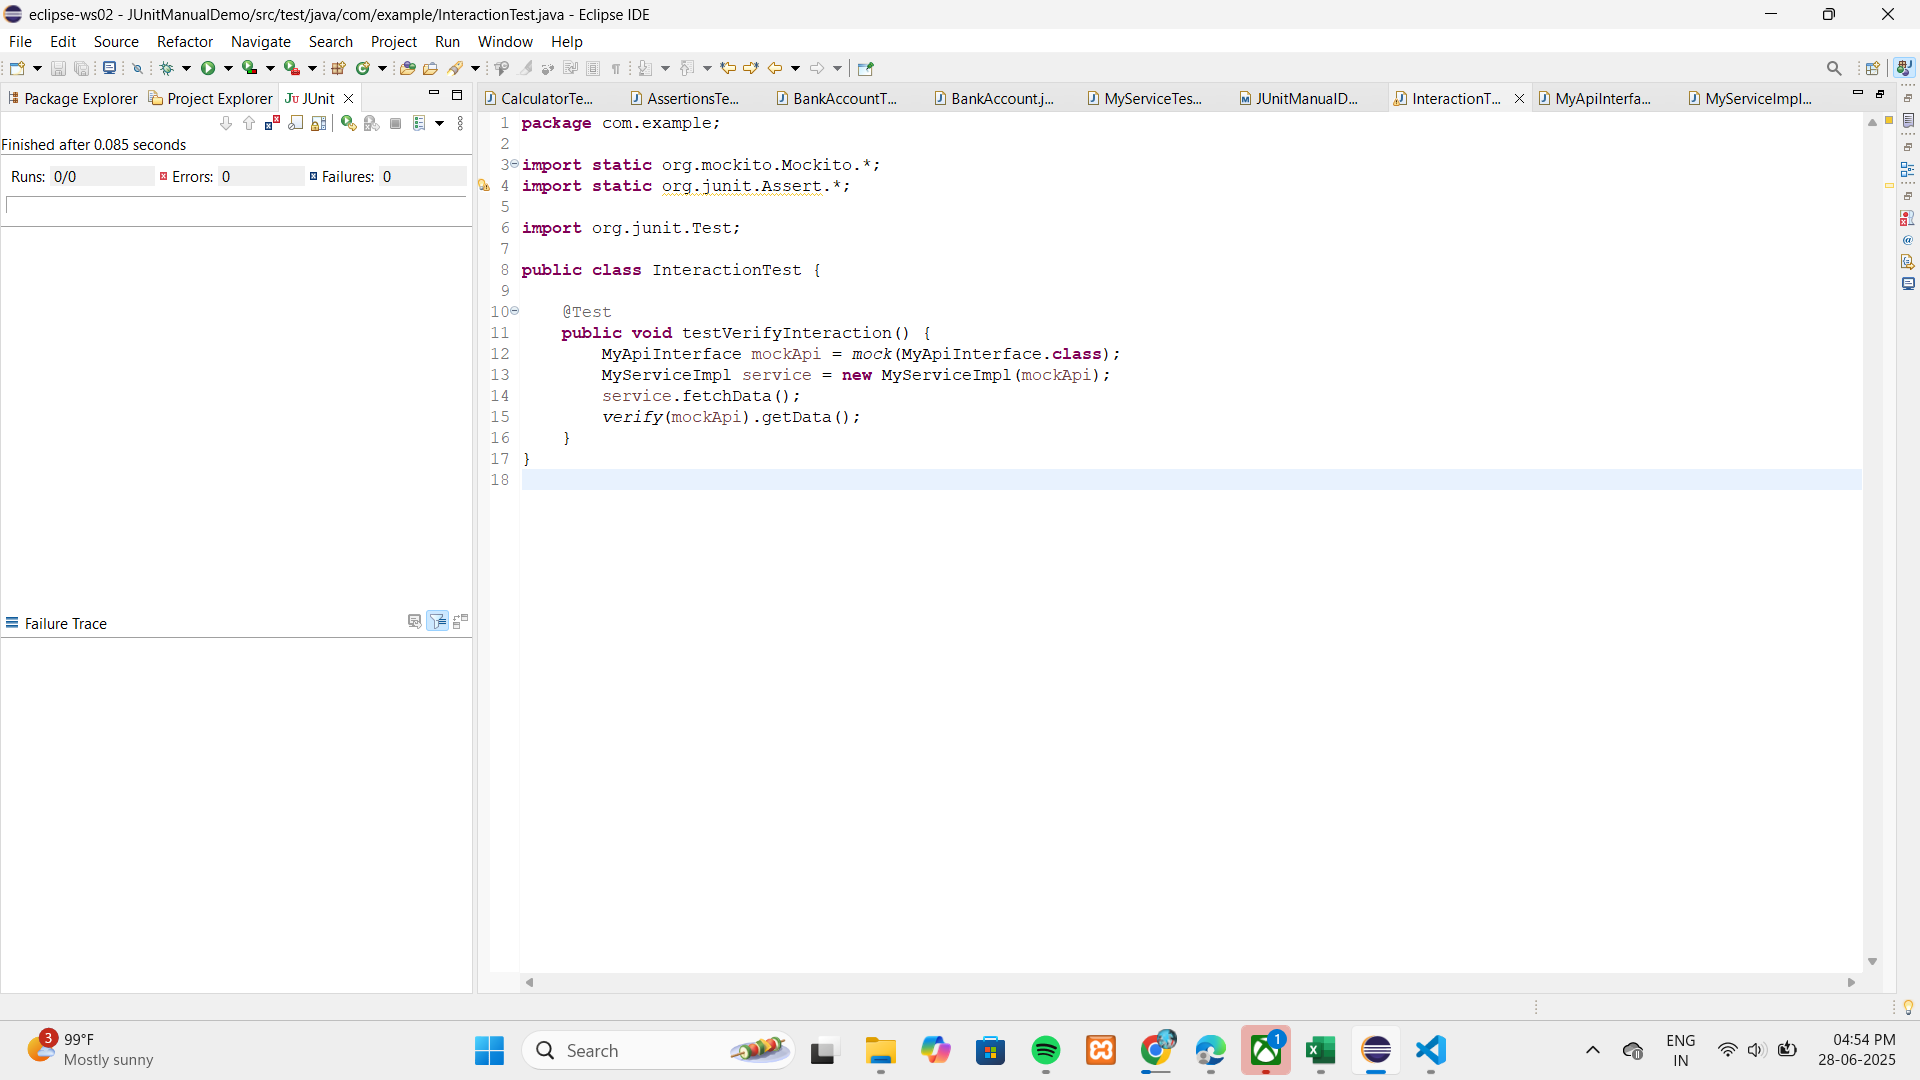 eclipse-ws02 - JUnitManualDemo/src/test/java/com/example/InteractionTest.java - Eclipse IDE
File Edit Source Refactor Navigate Search Project Run Window Help
Package Explorer Project Explorer JUnit
CalculatorTe... AssertionsTe... BankAccountT... BankAccount.j... MyServiceTes... JUnitManualD... InteractionT... MyApiInterfa... MyServiceImpl...
Finished after 0.085 seconds
Runs: 0/0 Errors: 0 Failures: 0
Failure Trace
1 package com.example;
2
3 import static org.mockito.Mockito.*;
4 import static org.junit.Assert.*;
5
6 import org.junit.Test;
7
8 public class InteractionTest {
9
10 @Test
11 public void testVerifyInteraction() {
12 MyApiInterface mockApi = mock(MyApiInterface.class);
13 MyServiceImpl service = new MyServiceImpl(mockApi);
14 service.fetchData();
15 verify(mockApi).getData();
16 }
17 }
18
3
99°F
Mostly sunny
Search
1
ENG
IN
04:54 PM
28-06-2025